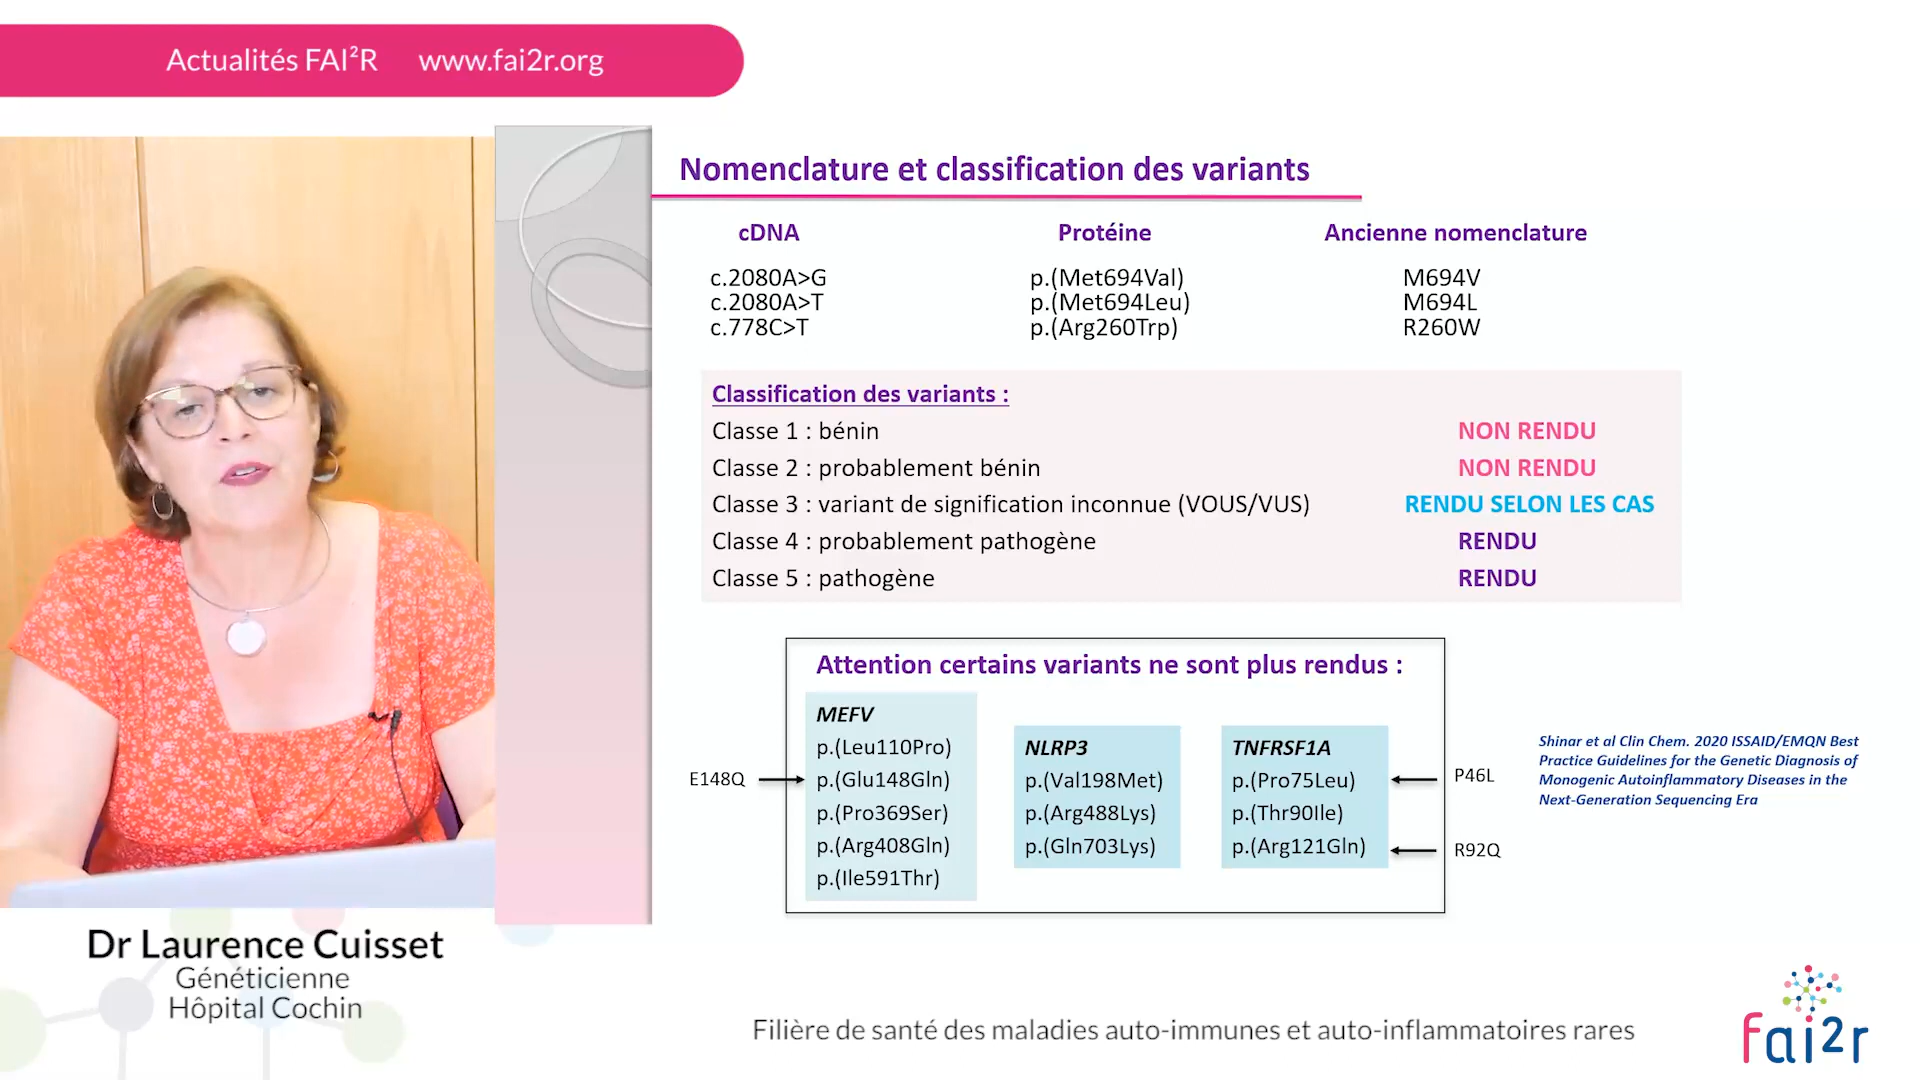 Actualités FAI²R www.fai2r.org
Nomenclature et classification des variants
cDNA Protéine Ancienne nomenclature
c.2080A>G p.(Met694Val) M694V
c.2080A>T p.(Met694Leu) M694L
c.778C>T p.(Arg260Trp) R260W
Classification des variants :
Classe 1 : bénin NON RENDU
Classe 2 : probablement bénin NON RENDU
Classe 3 : variant de signification inconnue (VOUS/VUS) RENDU SELON LES CAS
Classe 4 : probablement pathogène RENDU
Classe 5 : pathogène RENDU
Attention certains variants ne sont plus rendus :
MEFV
p.(Leu110Pro)
E148Q p.(Glu148Gln)
p.(Pro369Ser)
p.(Arg408Gln)
p.(Ile591Thr)
NLRP3
p.(Val198Met)
p.(Arg488Lys)
p.(Gln703Lys)
TNFRSF1A
p.(Pro75Leu) P46L
p.(Thr90Ile)
p.(Arg121Gln) R92Q
Shinar et al Clin Chem. 2020 ISSAID/EMQN Best
Practice Guidelines for the Genetic Diagnosis of
Monogenic Autoinflammatory Diseases in the
Next-Generation Sequencing Era
Dr Laurence Cuisset
Généticienne
Hôpital Cochin
Filière de santé des maladies auto-immunes et auto-inflammatoires rares
fai2r